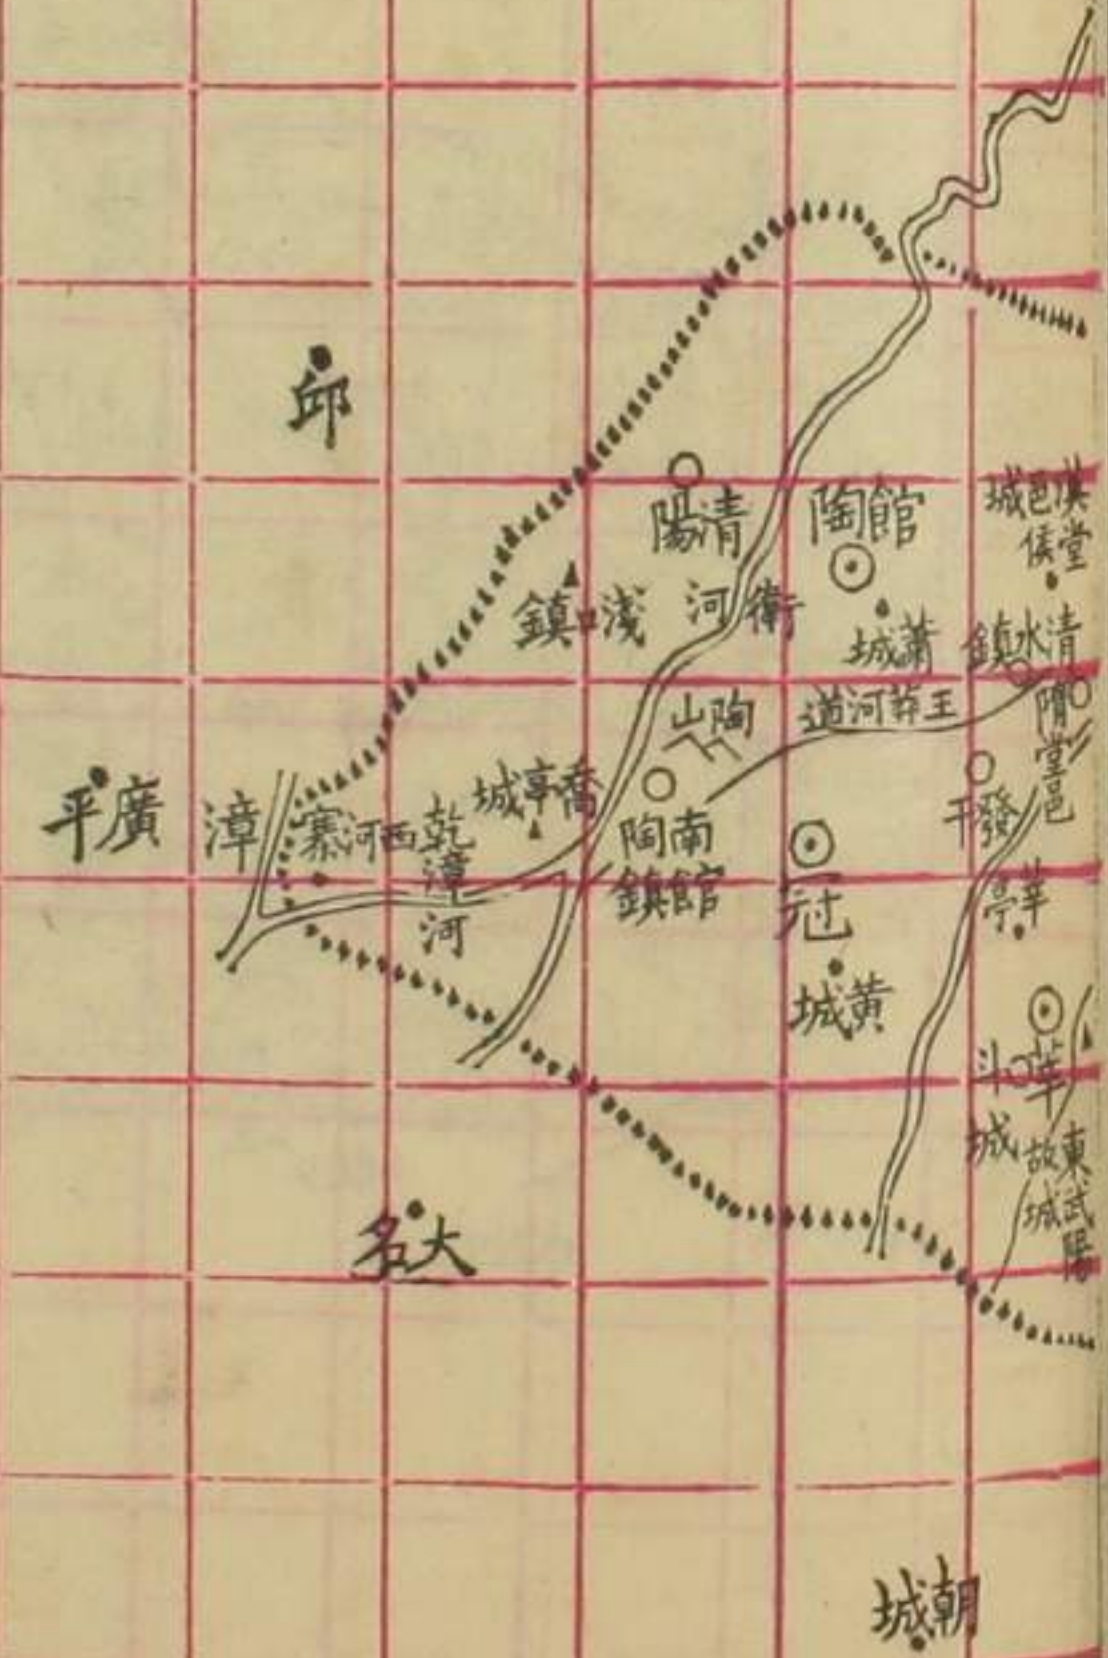 邱
清陽
館陶
漢堂
邑侯
城
淺口鎮
衛河
蕭城
清水鎮
陶山
王莽河道
隋堂邑
廣平
漳
西河寨
乾漳河
喬亭城
南館
陶鎮
發干
冠
莘亭
黃城
莘
斗城
東武陽
故城
大名
朝城